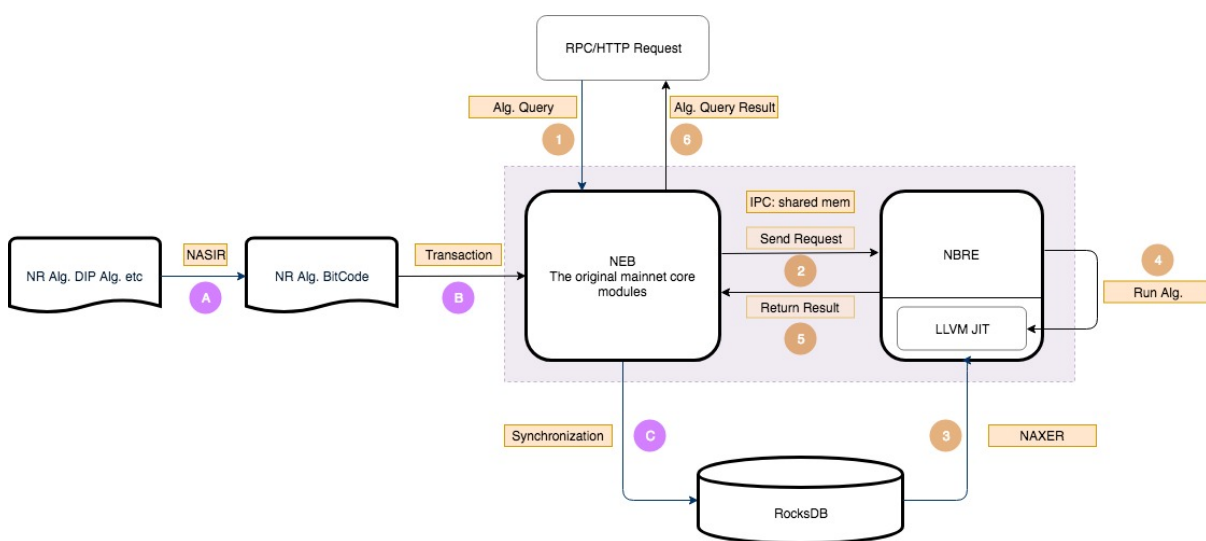 RPC/HTTP Request
Alg. Query
1
Alg. Query Result
6
NR Alg. DIP Alg. etc
NASIR
A
NR Alg. BitCode
Transaction
B
NEB
The original mainnet core
modules
IPC: shared mem
Send Request
2
Return Result
5
NBRE
LLVM JIT
4
Run Alg.
Synchronization
C
3
NAXER
RocksDB